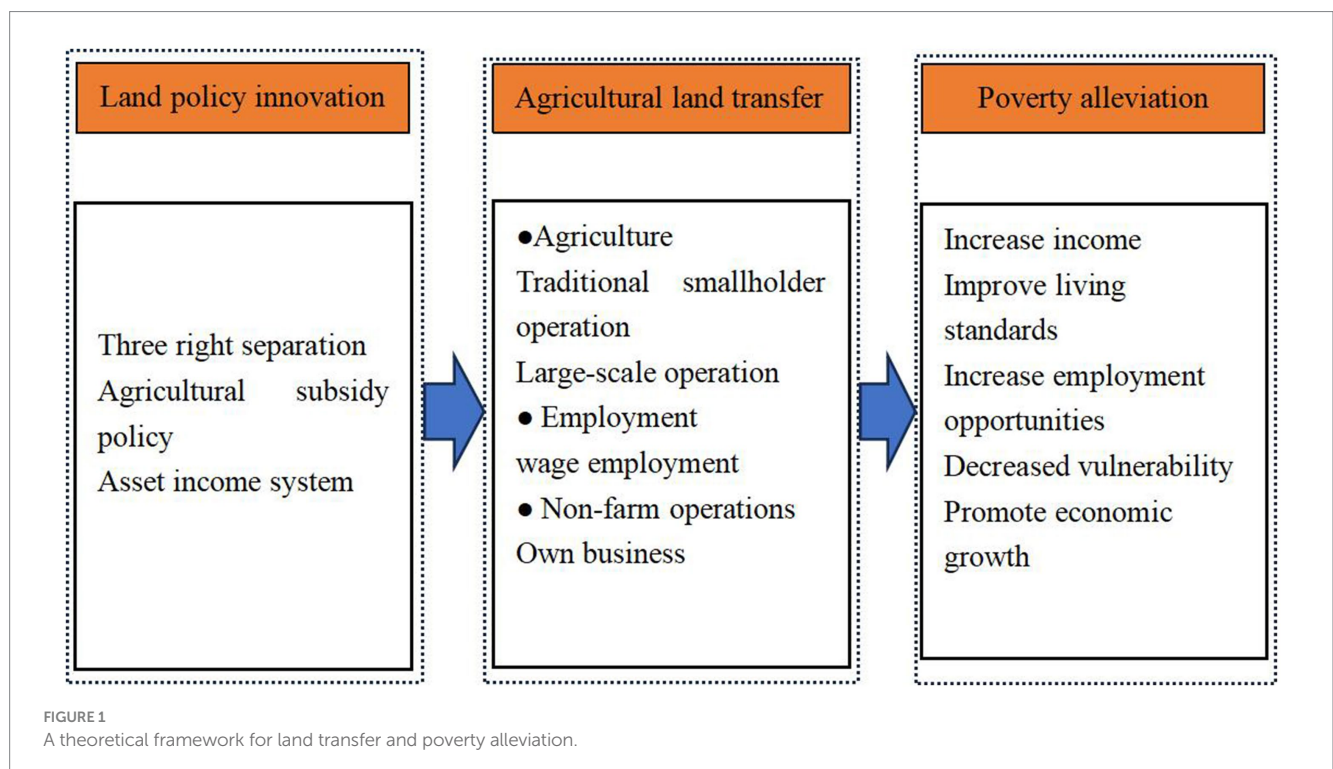 Land policy innovation
Three right separation
Agricultural subsidy
policy
Asset income system
Agricultural land transfer
●Agriculture
Traditional smallholder
operation
Large-scale operation
● Employment
wage employment
● Non-farm operations
Own business
Poverty alleviation
Increase income
Improve living
standards
Increase employment
opportunities
Decreased vulnerability
Promote economic
growth
FIGURE 1
A theoretical framework for land transfer and poverty alleviation.